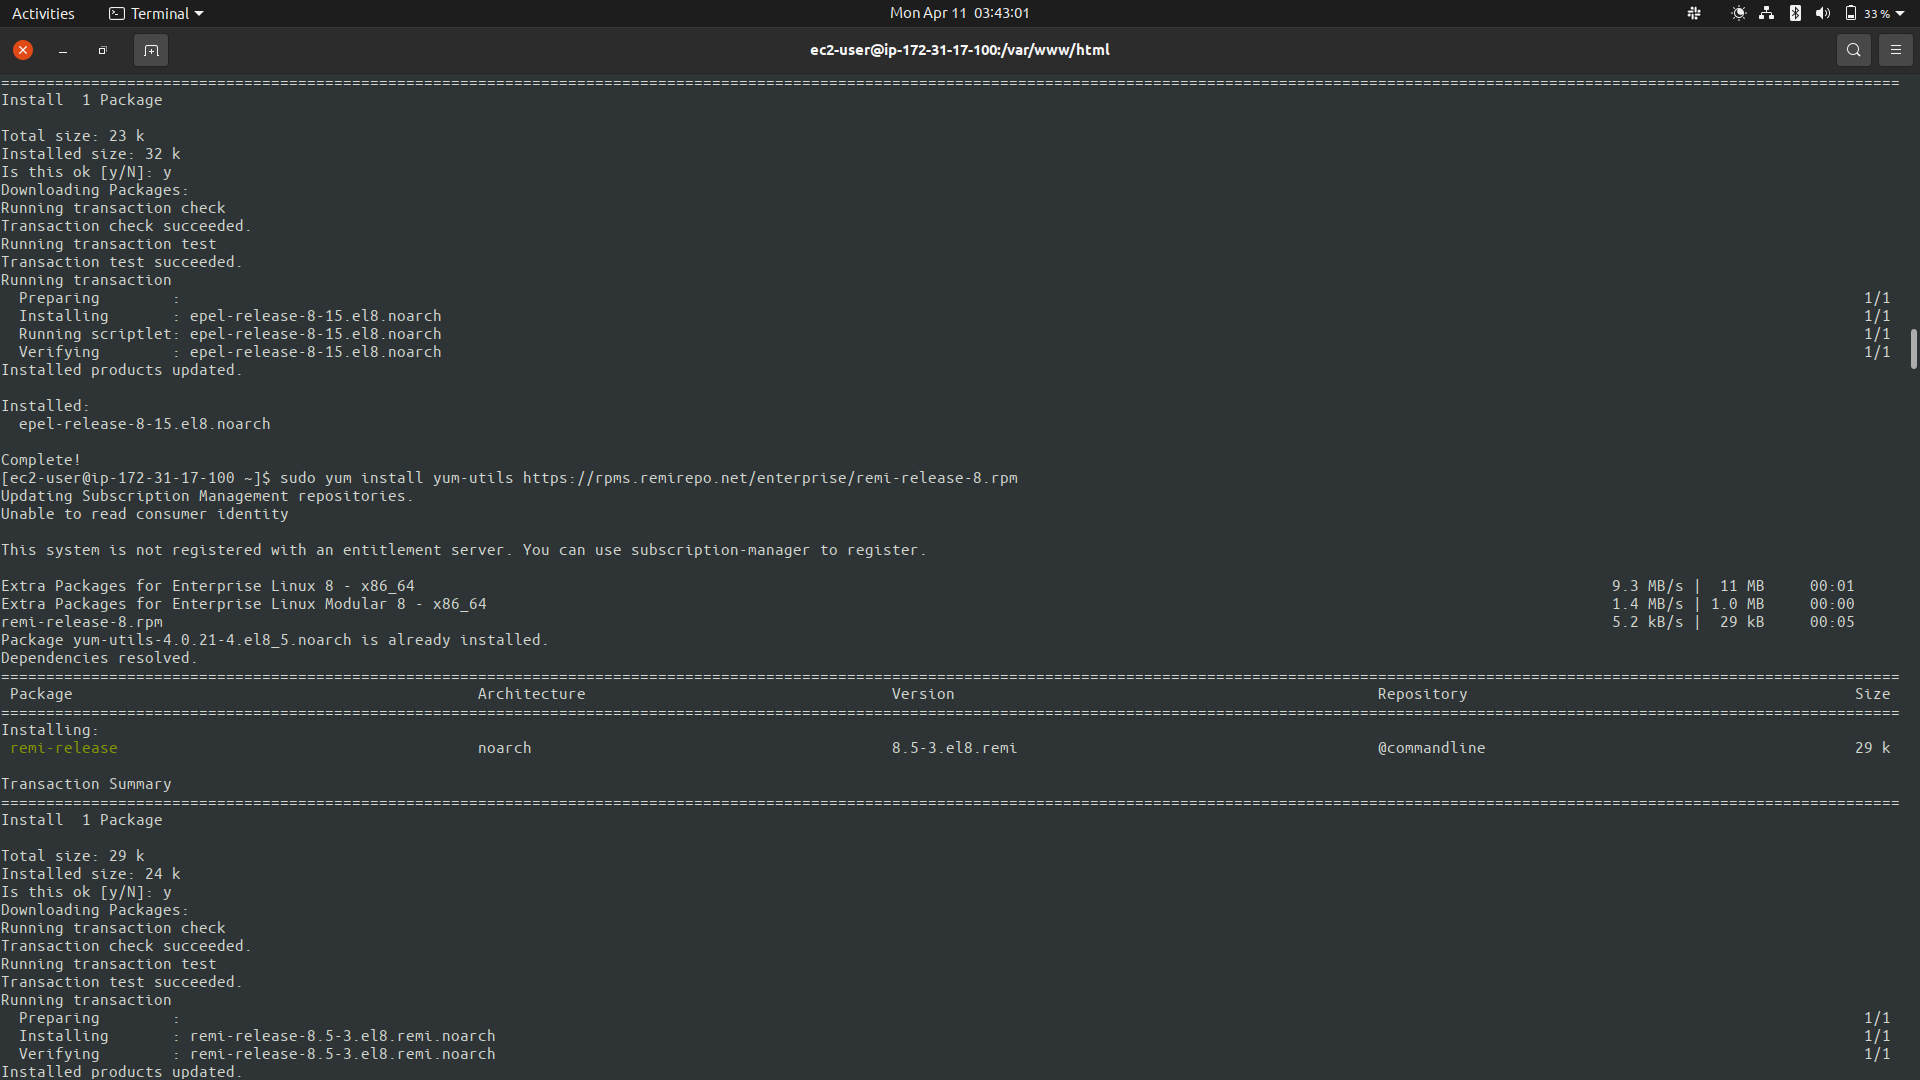 Activities Terminal Mon Apr 11 03:43:01 33 %
ec2-user@ip-172-31-17-100:/var/www/html
================================================================================
Install  1 Package
Total size: 23 k
Installed size: 32 k
Is this ok [y/N]: y
Downloading Packages:
Running transaction check
Transaction check succeeded.
Running transaction test
Transaction test succeeded.
Running transaction
  Preparing        : 1/1
  Installing       : epel-release-8-15.el8.noarch 1/1
  Running scriptlet: epel-release-8-15.el8.noarch 1/1
  Verifying        : epel-release-8-15.el8.noarch 1/1
Installed products updated.
Installed:
  epel-release-8-15.el8.noarch
Complete!
[ec2-user@ip-172-31-17-100 ~]$ sudo yum install yum-utils https://rpms.remirepo.net/enterprise/remi-release-8.rpm
Updating Subscription Management repositories.
Unable to read consumer identity
This system is not registered with an entitlement server. You can use subscription-manager to register.
Extra Packages for Enterprise Linux 8 - x86_64 9.3 MB/s |  11 MB     00:01
Extra Packages for Enterprise Linux Modular 8 - x86_64 1.4 MB/s | 1.0 MB     00:00
remi-release-8.rpm 5.2 kB/s |  29 kB     00:05
Package yum-utils-4.0.21-4.el8_5.noarch is already installed.
Dependencies resolved.
================================================================================
 Package Architecture Version Repository Size
================================================================================
Installing:
 remi-release noarch 8.5-3.el8.remi @commandline 29 k
Transaction Summary
================================================================================
Install  1 Package
Total size: 29 k
Installed size: 24 k
Is this ok [y/N]: y
Downloading Packages:
Running transaction check
Transaction check succeeded.
Running transaction test
Transaction test succeeded.
Running transaction
  Preparing        : 1/1
  Installing       : remi-release-8.5-3.el8.remi.noarch 1/1
  Verifying        : remi-release-8.5-3.el8.remi.noarch 1/1
Installed products updated.